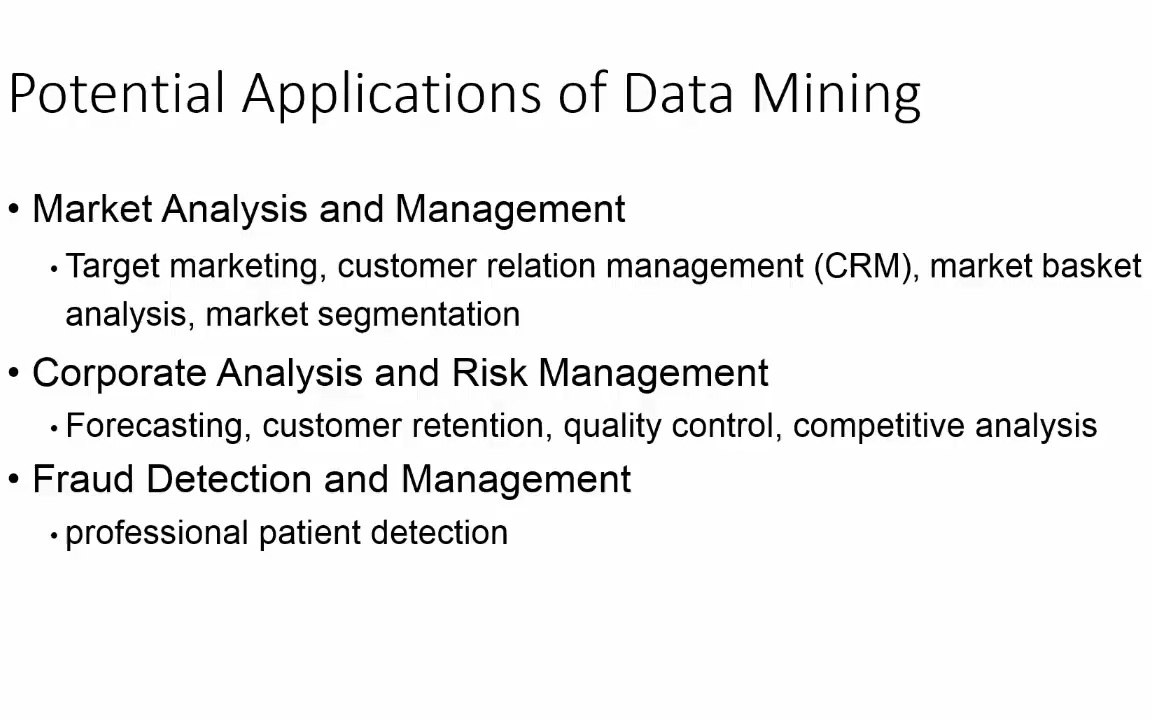 Potential Applications of Data Mining
• Market Analysis and Management
• Target marketing, customer relation management (CRM), market basket
analysis, market segmentation
• Corporate Analysis and Risk Management
• Forecasting, customer retention, quality control, competitive analysis
• Fraud Detection and Management
• professional patient detection